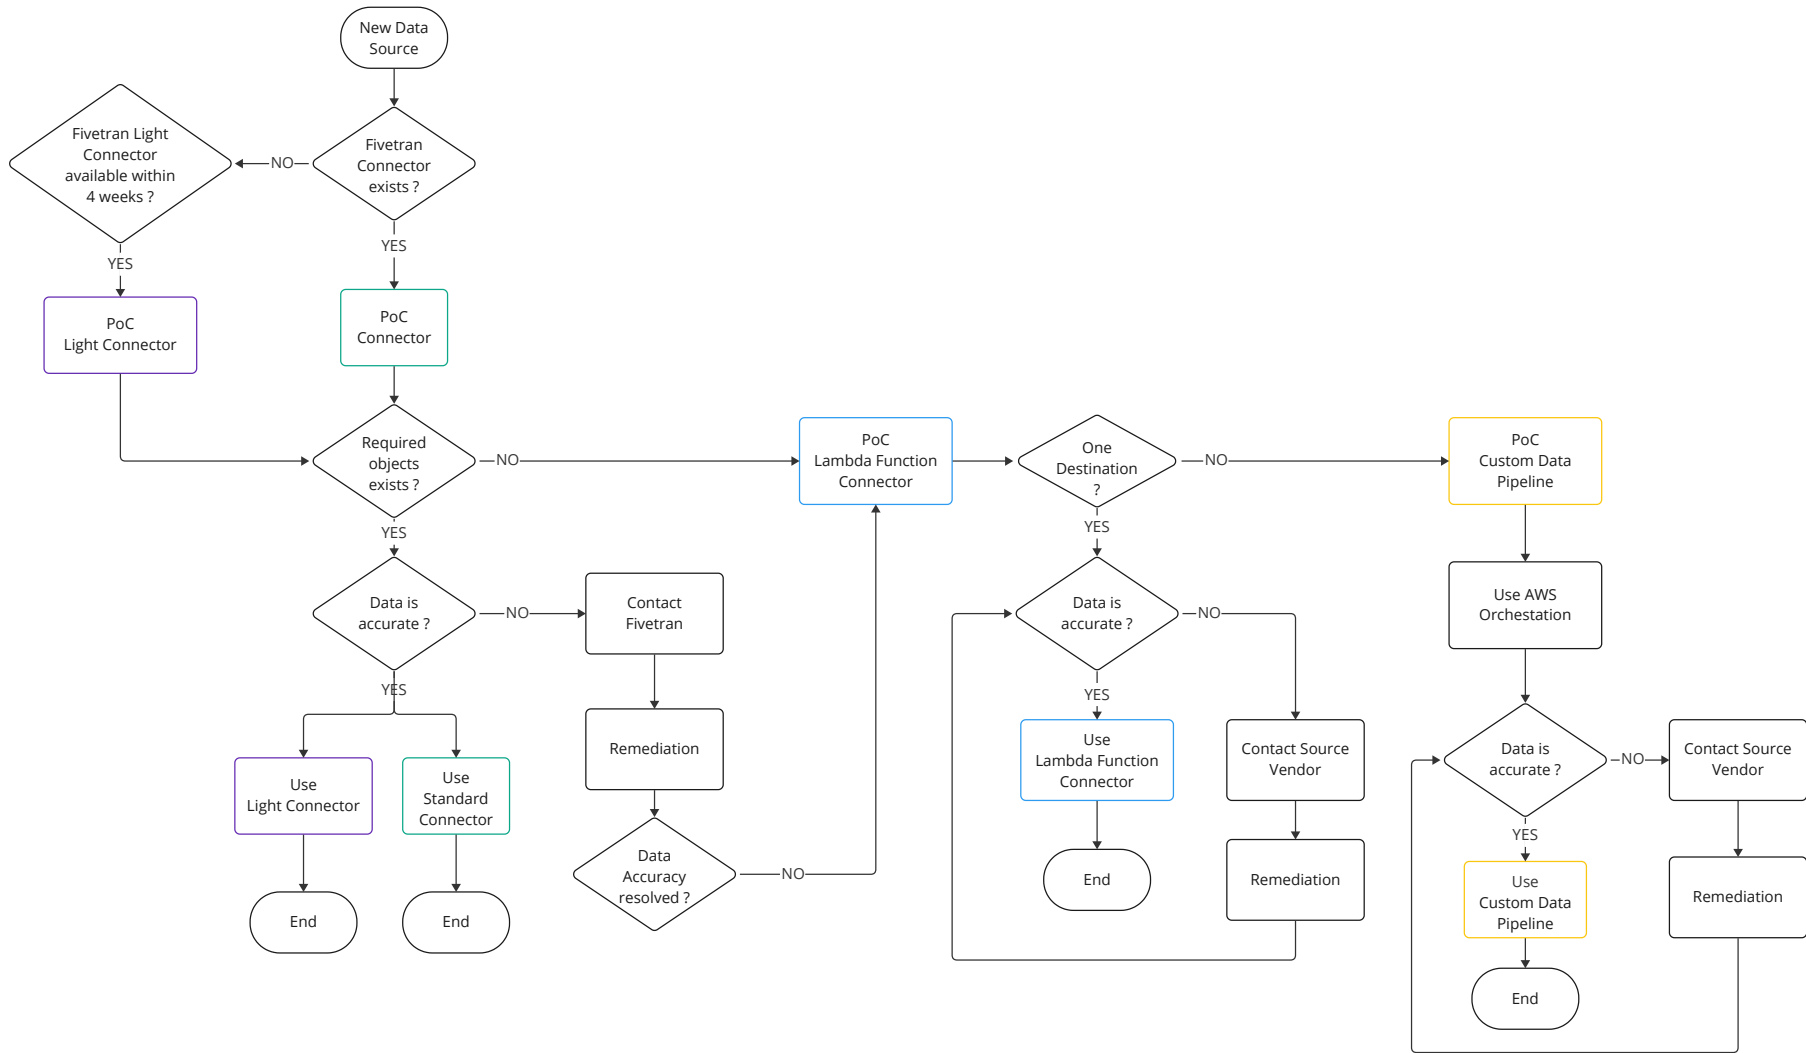 New Data
Source
Fivetran Light
Connector
available within
4 weeks ?
NO
Fivetran
Connector
exists ?
YES
YES
PoC
Light Connector
PoC
Connector
Required
objects
exists ?
NO
PoC
Lambda Function
Connector
One
Destination
?
NO
PoC
Custom Data
Pipeline
YES
YES
Data is
accurate ?
NO
Contact
Fivetran
Data is
accurate ?
NO
Use AWS
Orchestation
YES
YES
Remediation
Use
Lambda Function
Connector
Contact Source
Vendor
Data is
accurate ?
NO
Contact Source
Vendor
Use
Light Connector
Use
Standard
Connector
YES
Data
Accuracy
resolved ?
NO
End
Remediation
Use
Custom Data
Pipeline
Remediation
End
End
End